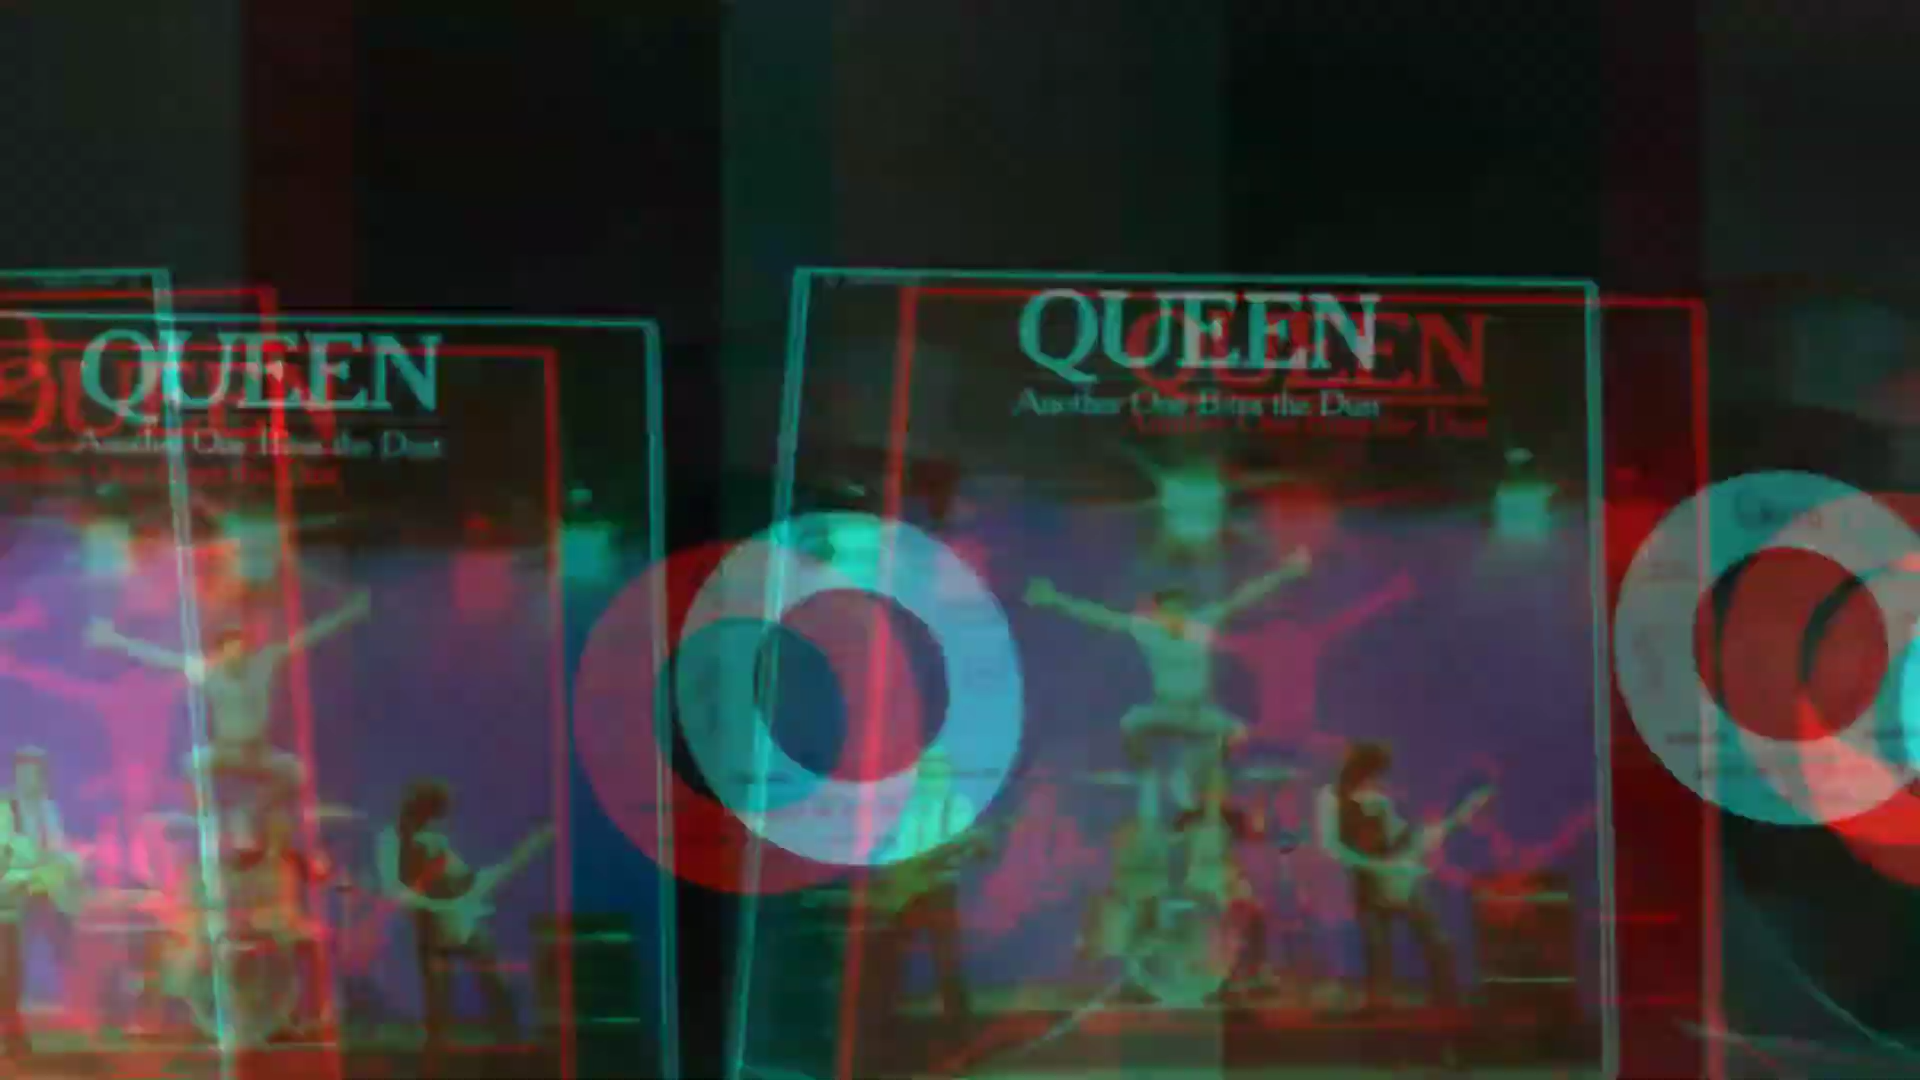 QUEEN
Another One Bites the Dust
QUEEN
Another One Bites the Dust